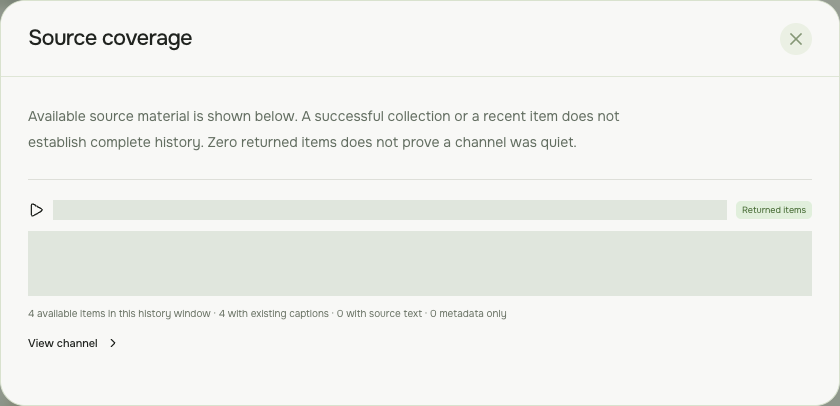 Source coverage
Available source material is shown below. A successful collection or a recent item does not
establish complete history. Zero returned items does not prove a channel was quiet.
Returned items
4 available items in this history window · 4 with existing captions · 0 with source text · 0 metadata only
View channel